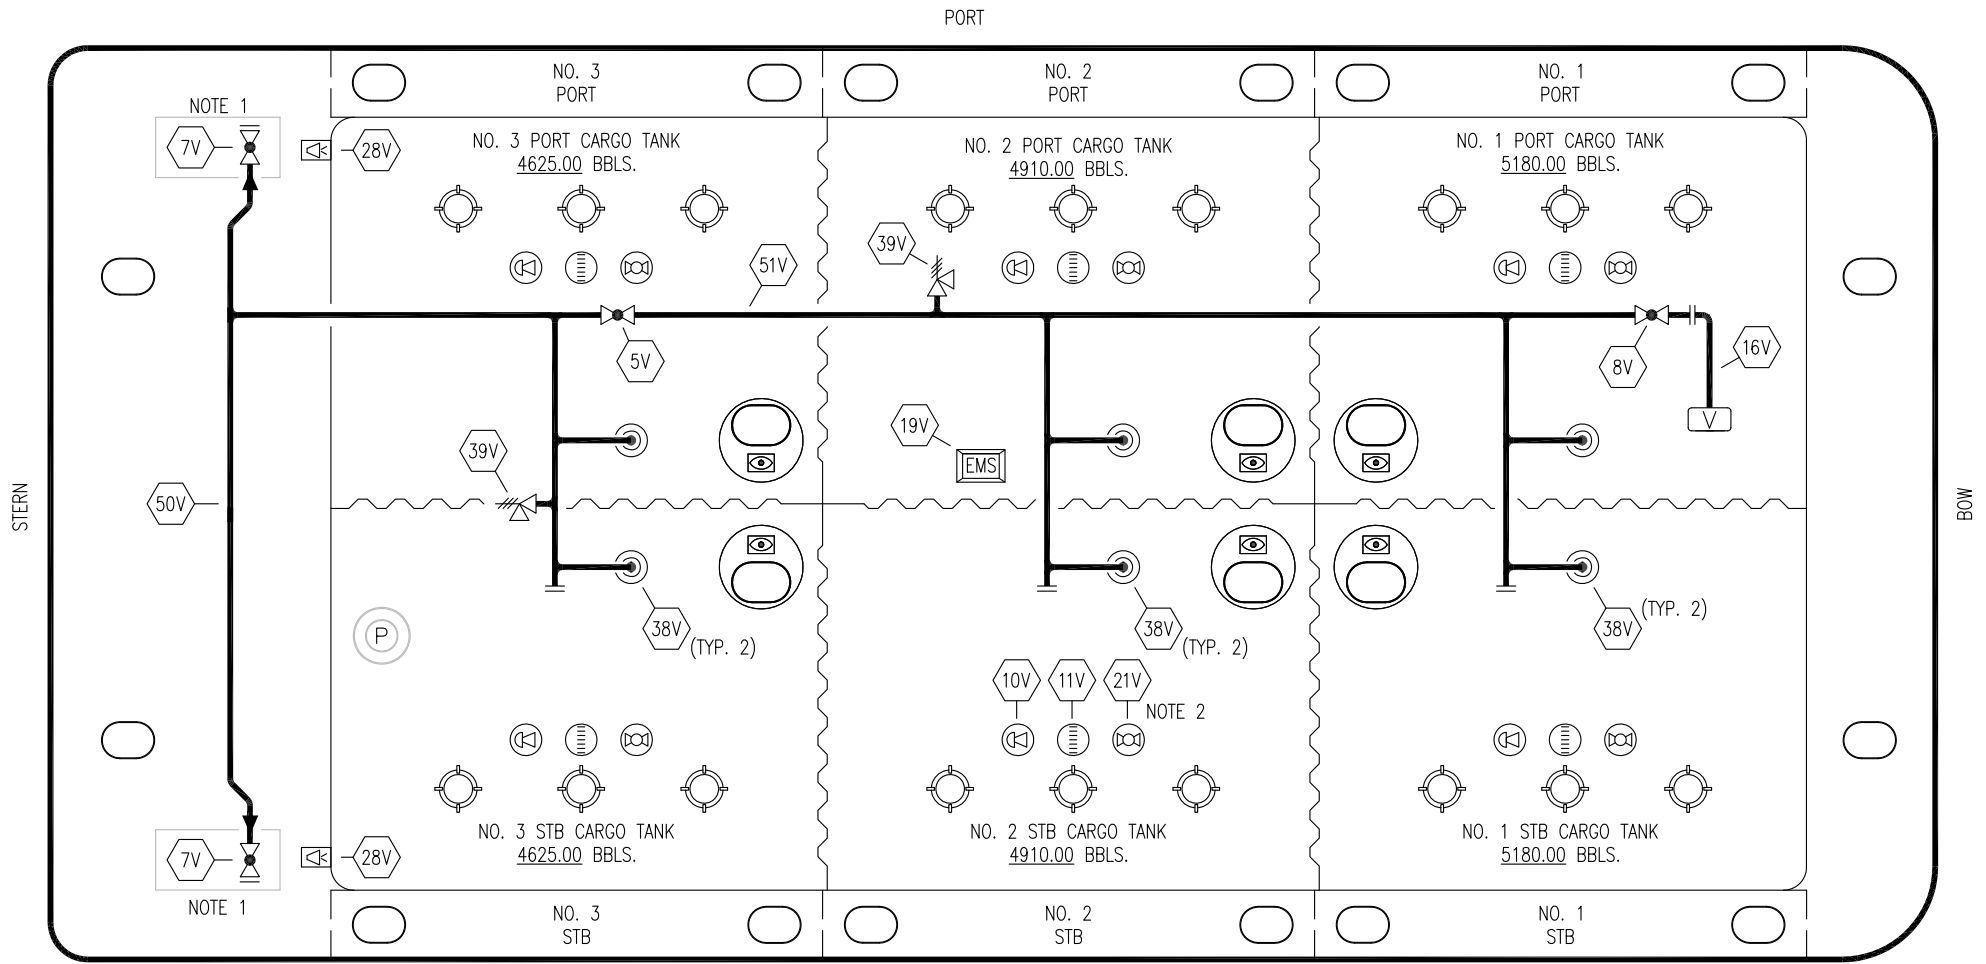 PORT
NO. 3
PORT
NO. 2
PORT
NO. 1
PORT
NOTE 1
7V
28V
NO. 3 PORT CARGO TANK
4625.00 BBLS.
NO. 2 PORT CARGO TANK
4910.00 BBLS.
NO. 1 PORT CARGO TANK
5180.00 BBLS.
39V
51V
5V
8V
16V
V
19V
EMS
39V
50V
STERN
BOW
38V
(TYP. 2)
38V
(TYP. 2)
38V
(TYP. 2)
P
10V
11V
21V
NOTE 2
NO. 3 STB CARGO TANK
4625.00 BBLS.
NO. 2 STB CARGO TANK
4910.00 BBLS.
NO. 1 STB CARGO TANK
5180.00 BBLS.
7V
28V
NOTE 1
NO. 3
STB
NO. 2
STB
NO. 1
STB